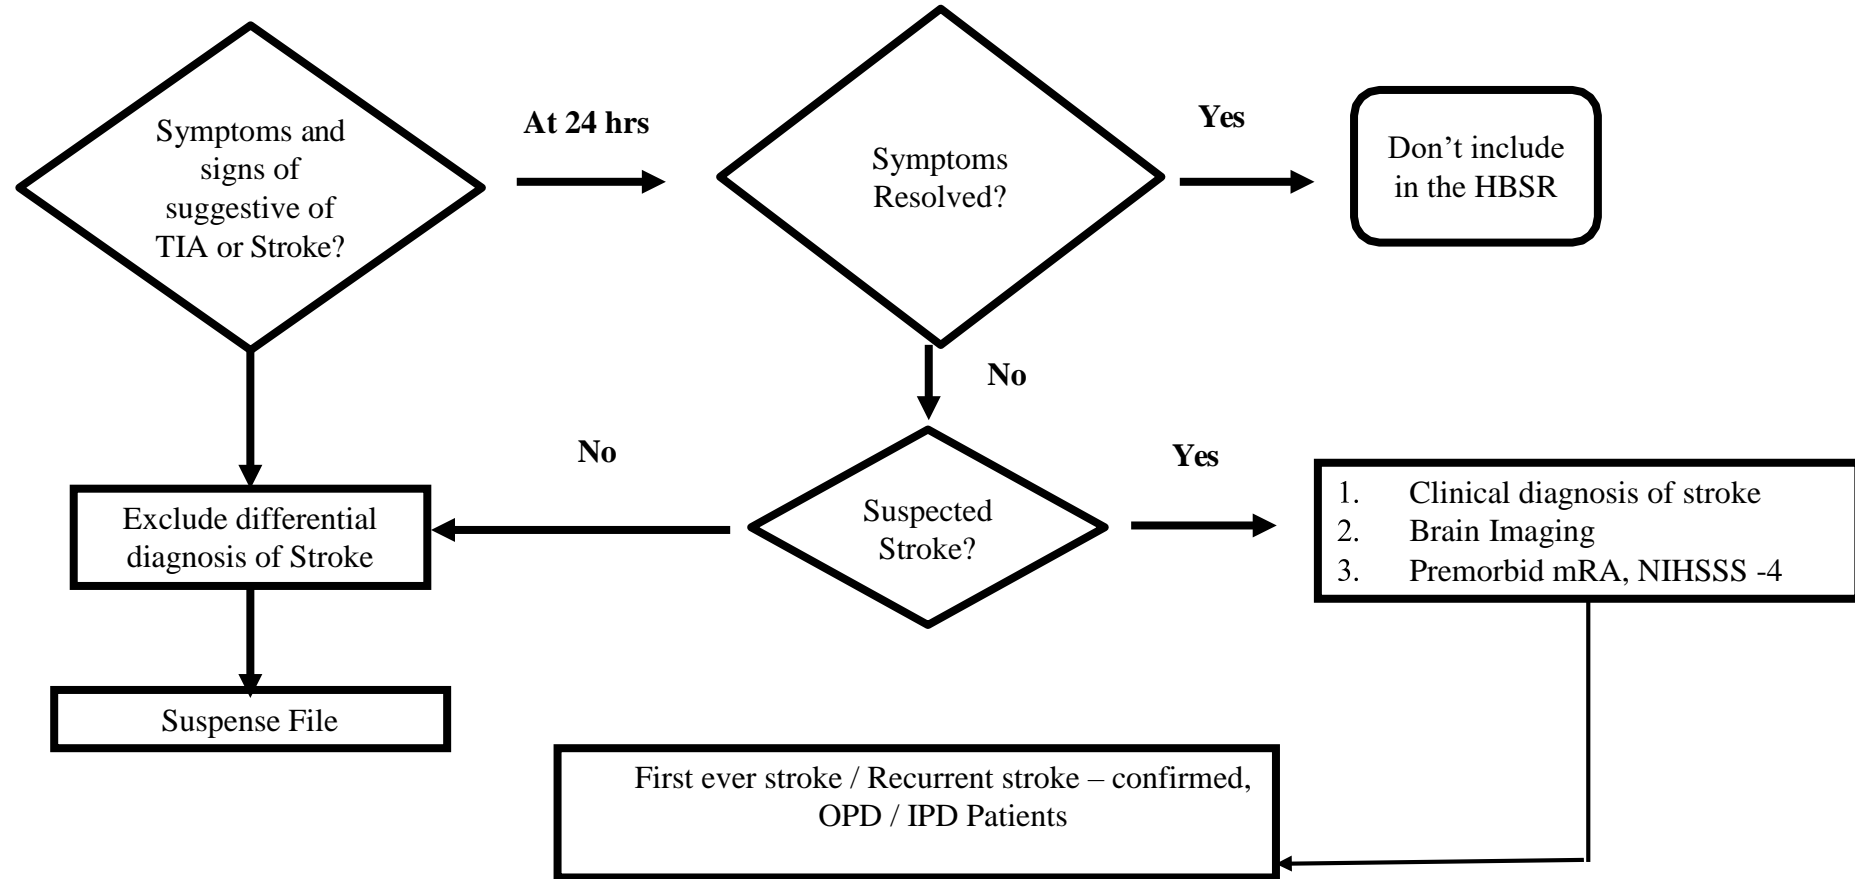 Symptoms and
signs of
suggestive of
TIA or Stroke?
At 24 hrs
Symptoms
Resolved?
Yes
Don’t include
in the HBSR
No
No
Suspected
Stroke?
Yes
1. Clinical diagnosis of stroke
2. Brain Imaging
3. Premorbid mRA, NIHSSS -4
Exclude differential
diagnosis of Stroke
Suspense File
First ever stroke / Recurrent stroke – confirmed,
OPD / IPD Patients